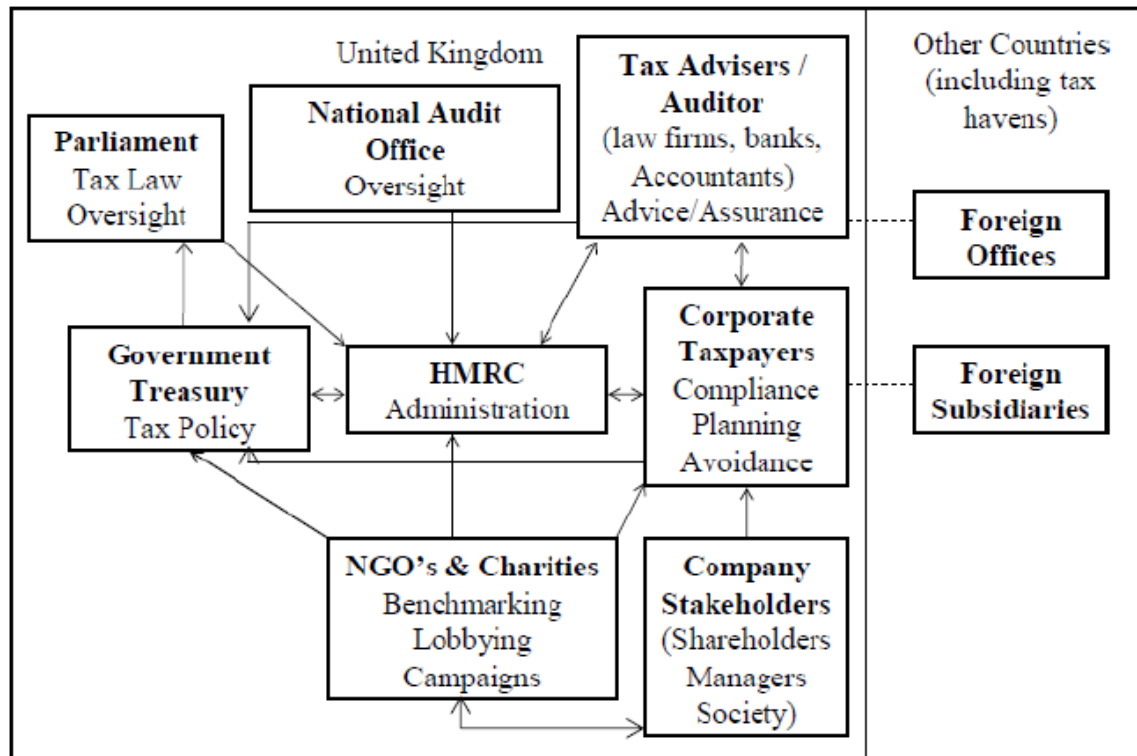 United Kingdom
Parliament
Tax Law
Oversight
National Audit
Office
Oversight
Tax Advisers /
Auditor
(law firms, banks,
Accountants)
Advice/Assurance
Other Countries
(including tax
havens)
Foreign
Offices
Government
Treasury
Tax Policy
HMRC
Administration
Corporate
Taxpayers
Compliance
Planning
Avoidance
Foreign
Subsidiaries
NGO's & Charities
Benchmarking
Lobbying
Campaigns
Company
Stakeholders
(Shareholders
Managers
Society)